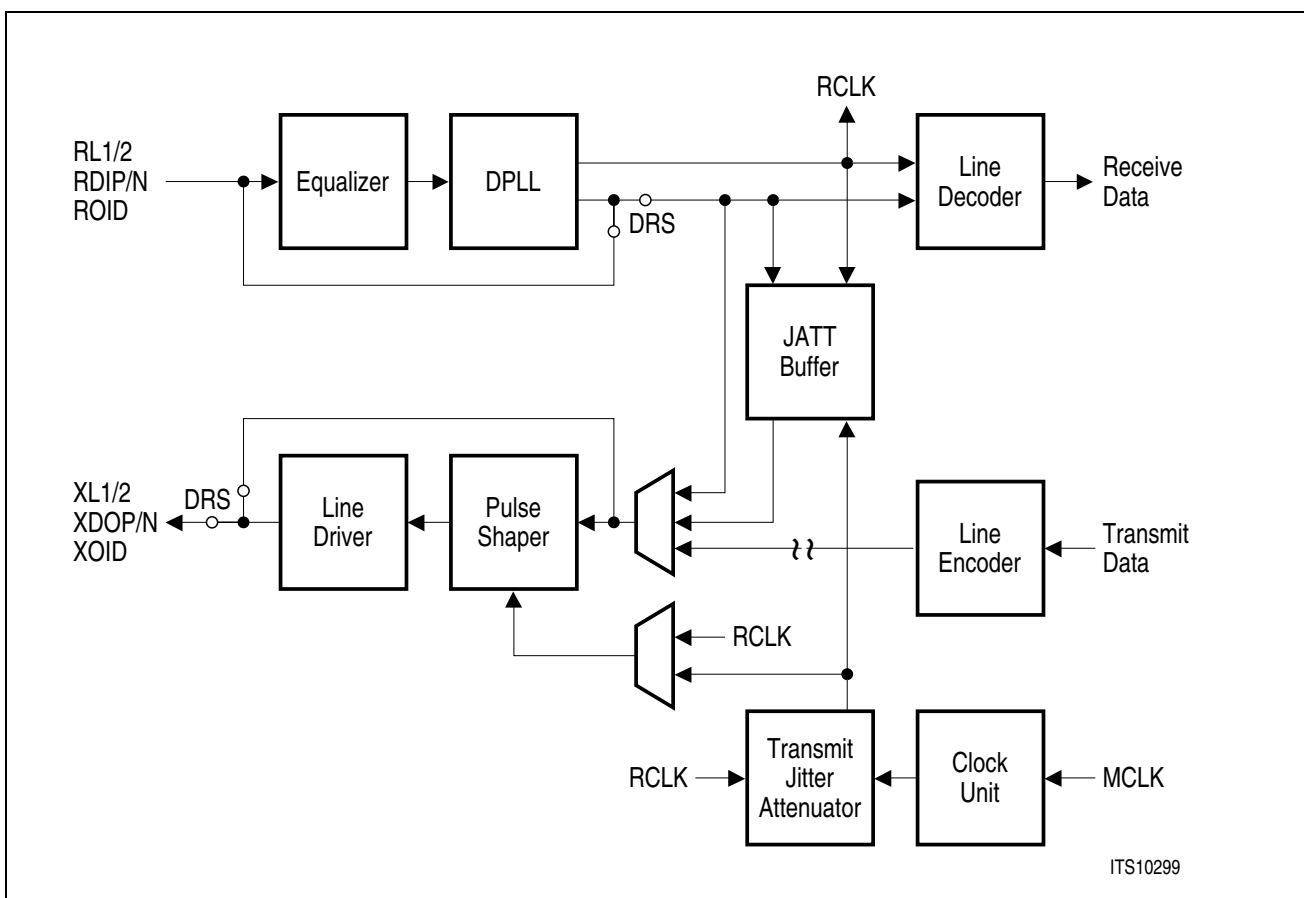 RCLK
RL1/2
RDIP/N
ROID
Equalizer
DPLL
DRS
Line
Decoder
Receive
Data
JATT
Buffer
XL1/2
XDOP/N
XOID
DRS
Line
Driver
Pulse
Shaper
Line
Encoder
Transmit
Data
RCLK
RCLK
Transmit
Jitter
Attenuator
Clock
Unit
MCLK
ITS10299